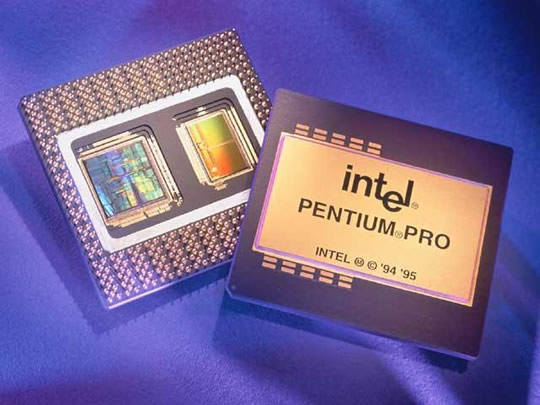 intel®
PENTIUM®PRO
INTEL Ⓜ © '94 '95